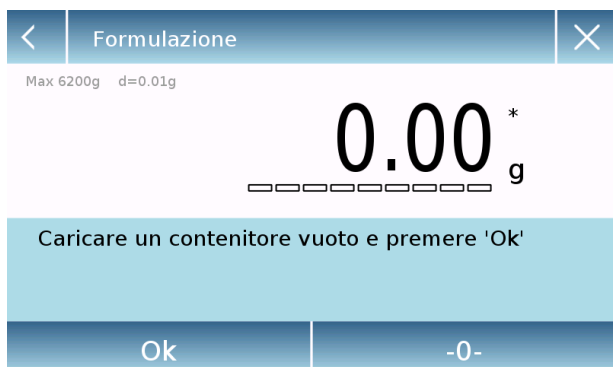 Formulazione
Max 6200g d=0.01g
0.00 *
g
Caricare un contenitore vuoto e premere 'Ok'
Ok -0-